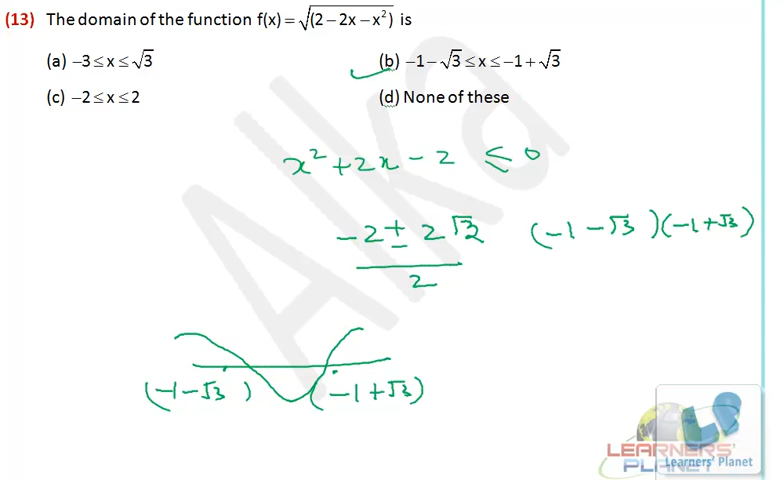 (13) The domain of the function f(x) = √(2 – 2x – x²) is
(a) –3 ≤ x ≤ √3
(b) –1 – √3 ≤ x ≤ –1 + √3
(c) –2 ≤ x ≤ 2
(d) None of these
x² + 2x – 2 ≤ 0
–2 ± 2√3 (–1 – √3)(–1 + √3)
2
(–1 – √3) (–1 + √3)
Alka
LEARNERS'
PLANET
Learners' Planet